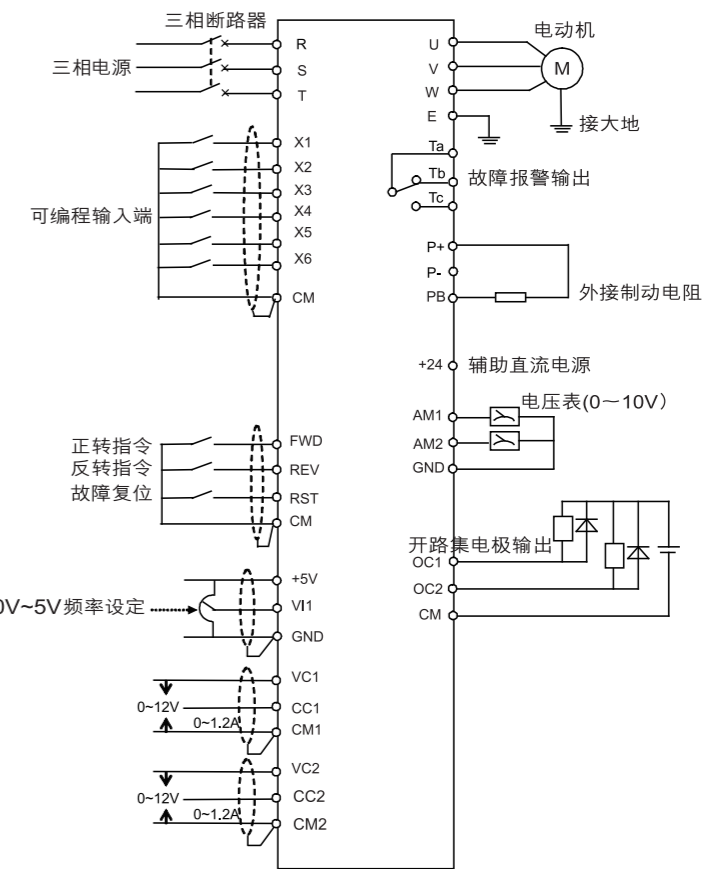 三相断路器
三相电源
R
S
T
可编程输入端
X1
X2
X3
X4
X5
X6
CM
正转指令
反转指令
故障复位
FWD
REV
RST
CM
0V~5V频率设定
+5V
VI1
GND
0~12V
0~1.2A
VC1
CC1
CM1
0~12V
0~1.2A
VC2
CC2
CM2
U
V
W
E
电动机
M
接大地
Ta
Tb
Tc
故障报警输出
P+
P-
PB
外接制动电阻
+24
辅助直流电源
电压表(0～10V）
AM1
AM2
GND
开路集电极输出
OC1
OC2
CM